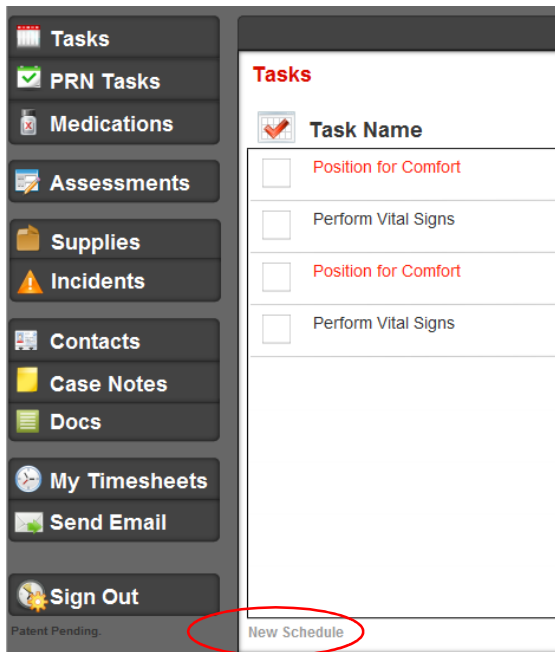 Tasks
PRN Tasks
Medications
Assessments
Supplies
Incidents
Contacts
Case Notes
Docs
My Timesheets
Send Email
Sign Out
Patent Pending.
Tasks
Task Name
Position for Comfort
Perform Vital Signs
Position for Comfort
Perform Vital Signs
New Schedule